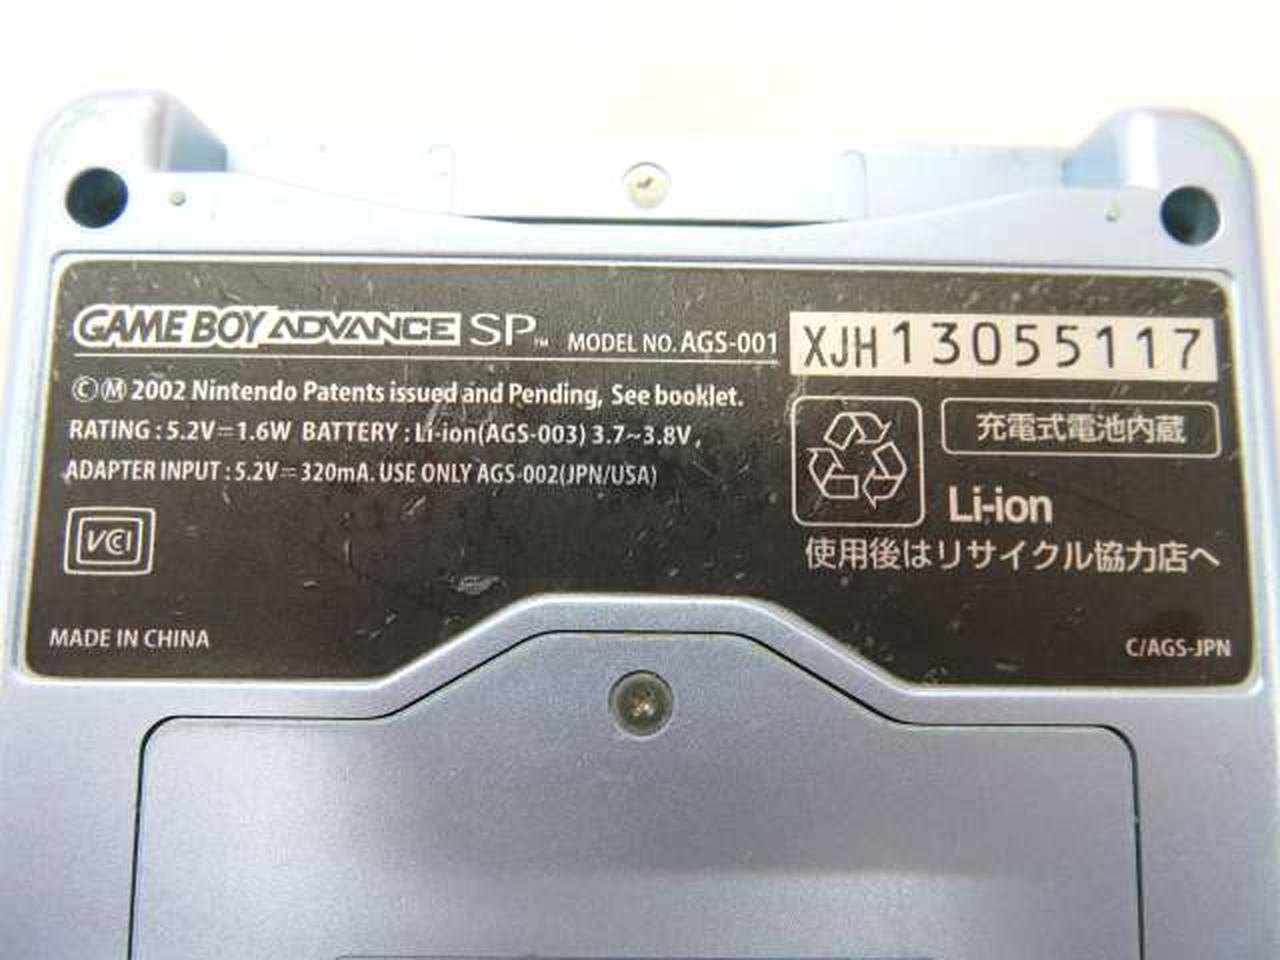 GAME BOY ADVANCE SP™ MODEL NO. AGS-001 XJH13055117
©Ⓜ 2002 Nintendo Patents issued and Pending, See booklet.
RATING : 5.2V⎓1.6W BATTERY : Li-ion(AGS-003) 3.7~3.8V,
ADAPTER INPUT : 5.2V⎓320mA. USE ONLY AGS-002(JPN/USA)
充電式電池内蔵
Li-ion
使用後はリサイクル協力店へ
VCCI
MADE IN CHINA
C/AGS-JPN